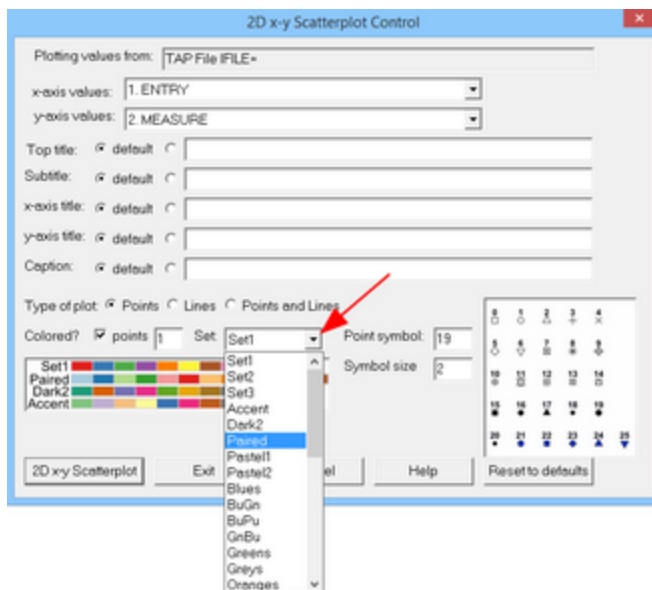 2D x-y Scatterplot Control
Plotting values from: TAP File IFILE=
x-axis values: 1. ENTRY
y-axis values: 2. MEASURE
Top title: default
Subtitle: default
x-axis title: default
y-axis title: default
Caption: default
Type of plot: Points Lines Points and Lines
Colored? points 1 Set: Set1 Point symbol: 19
Symbol size 2
Set1
Paired
Dark2
Accent
Set1
Set2
Set3
Accent
Dark2
Paired
Pastel1
Pastel2
Blues
BuGn
BuPu
GnBu
Greens
Greys
Oranges
0 1 2 3 4
5 6 7 8 9
10 11 12 13 14
15 16 17 18 19
20 21 22 23 24 25
2D x-y Scatterplot Exit el Help Reset to defaults